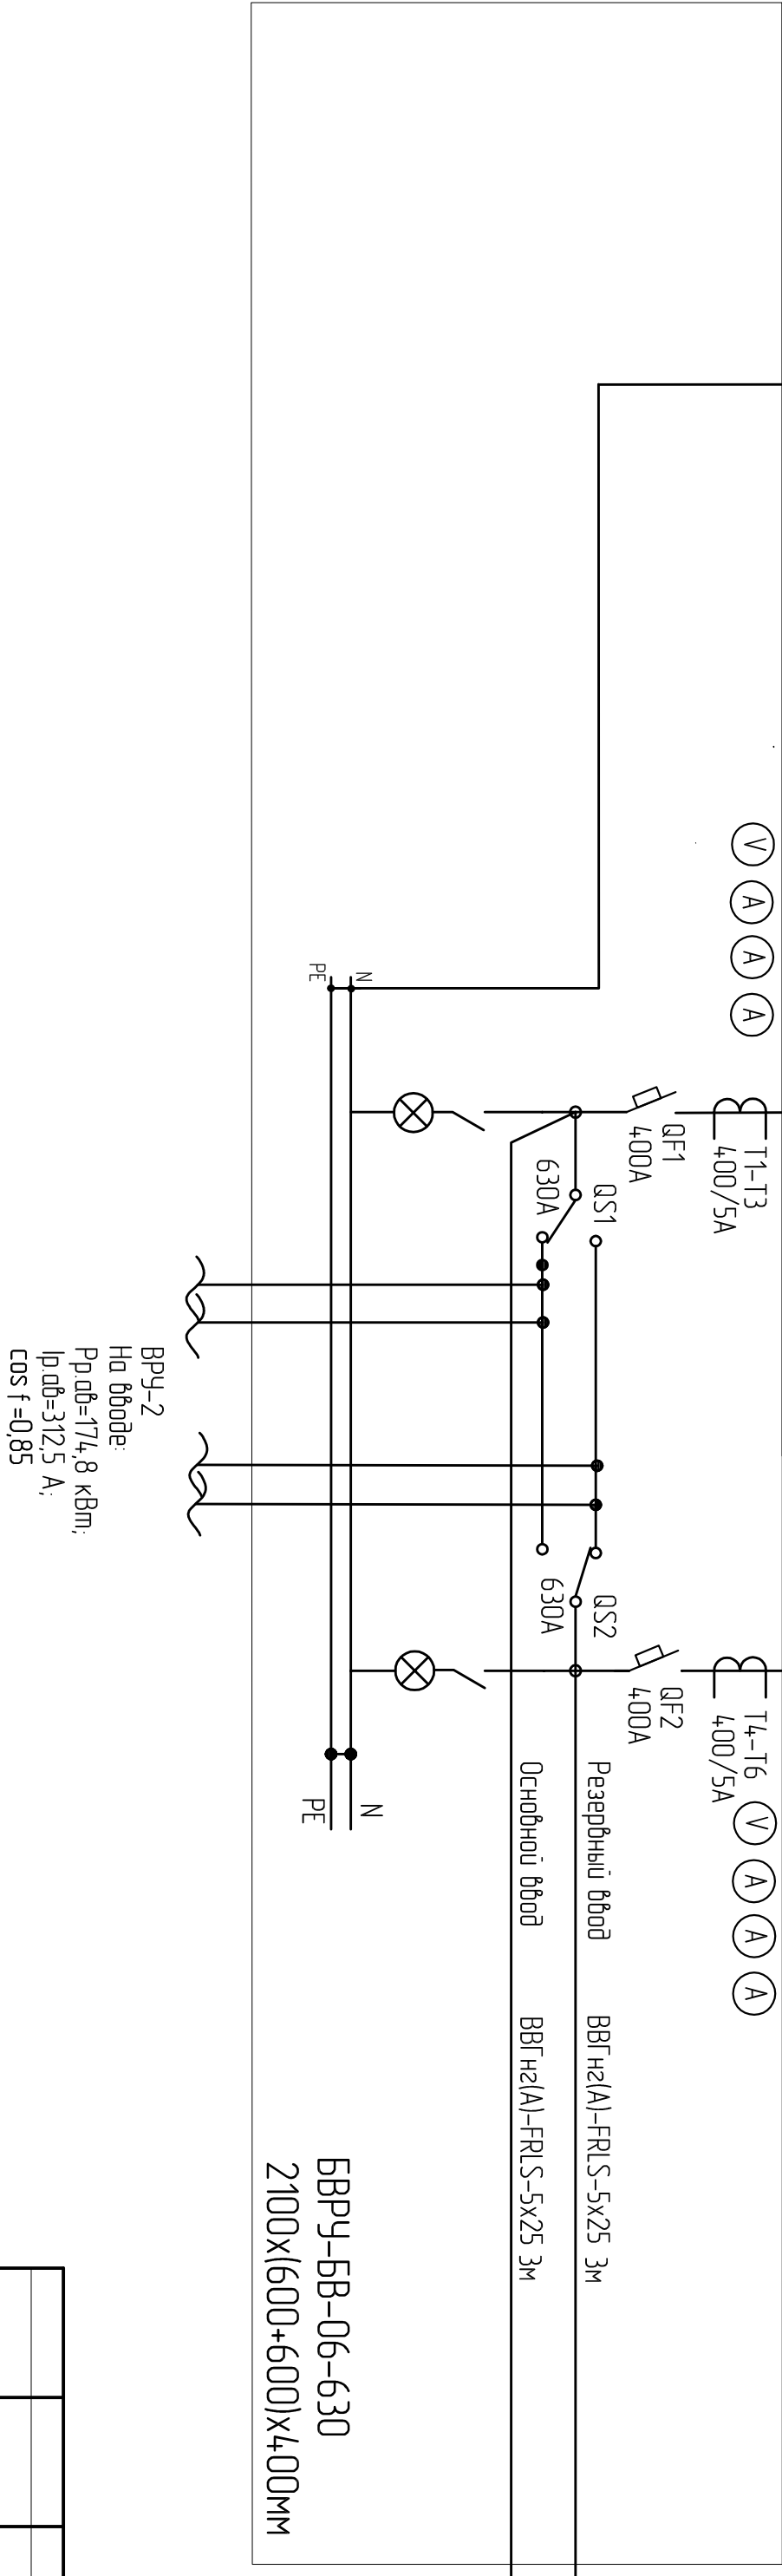 V
A
A
A
T1-T3
400/5A
QF1
400A
QS1
630A
N
PE
T4-T6
400/5A
V
A
A
A
QF2
400A
QS2
630A
Резервный ввод
ВВГнг(А)-FRLS-5х25 3м
Основной ввод
ВВГнг(А)-FRLS-5х25 3м
N
PE
БВРУ-БВ-06-630
2100х(600+600)х400мм
ВРУ-2
На вводе:
Рр.ав=174,8 кВт;
Iр.ав=312,5 А;
cos f=0,85